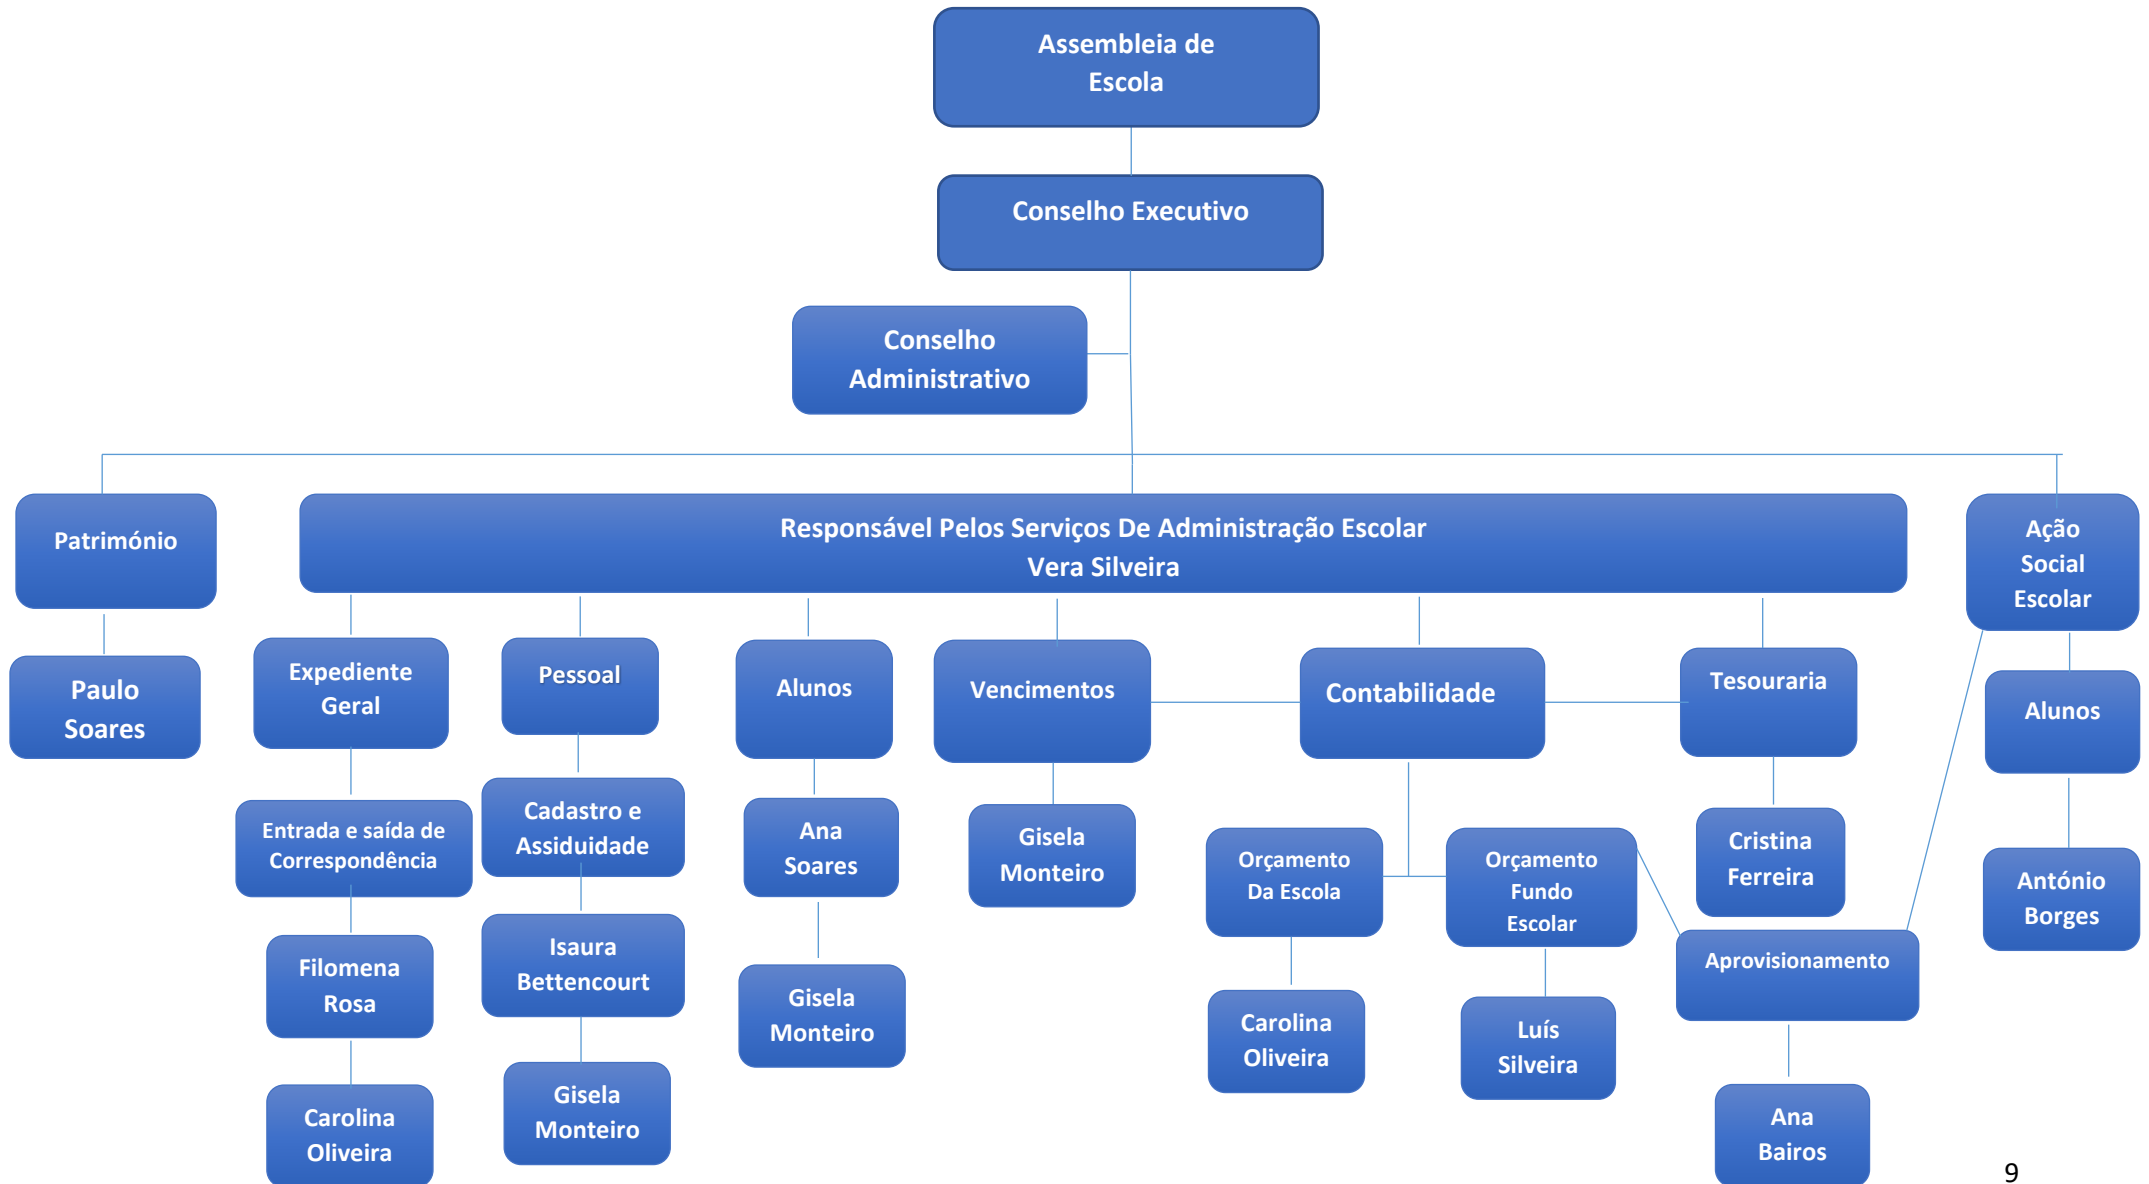 Assembleia de
Escola
Conselho Executivo
Conselho
Administrativo
Património
Responsável Pelos Serviços De Administração Escolar
Vera Silveira
Ação
Social
Escolar
Paulo
Soares
Expediente
Geral
Pessoal
Alunos
Vencimentos
Contabilidade
Tesouraria
Alunos
Entrada e saída de
Correspondência
Cadastro e
Assiduidade
Ana
Soares
Gisela
Monteiro
Orçamento
Da Escola
Orçamento
Fundo
Escolar
Cristina
Ferreira
António
Borges
Filomena
Rosa
Isaura
Bettencourt
Gisela
Monteiro
Carolina
Oliveira
Luís
Silveira
Aprovisionamento
Carolina
Oliveira
Gisela
Monteiro
Ana
Bairos
9